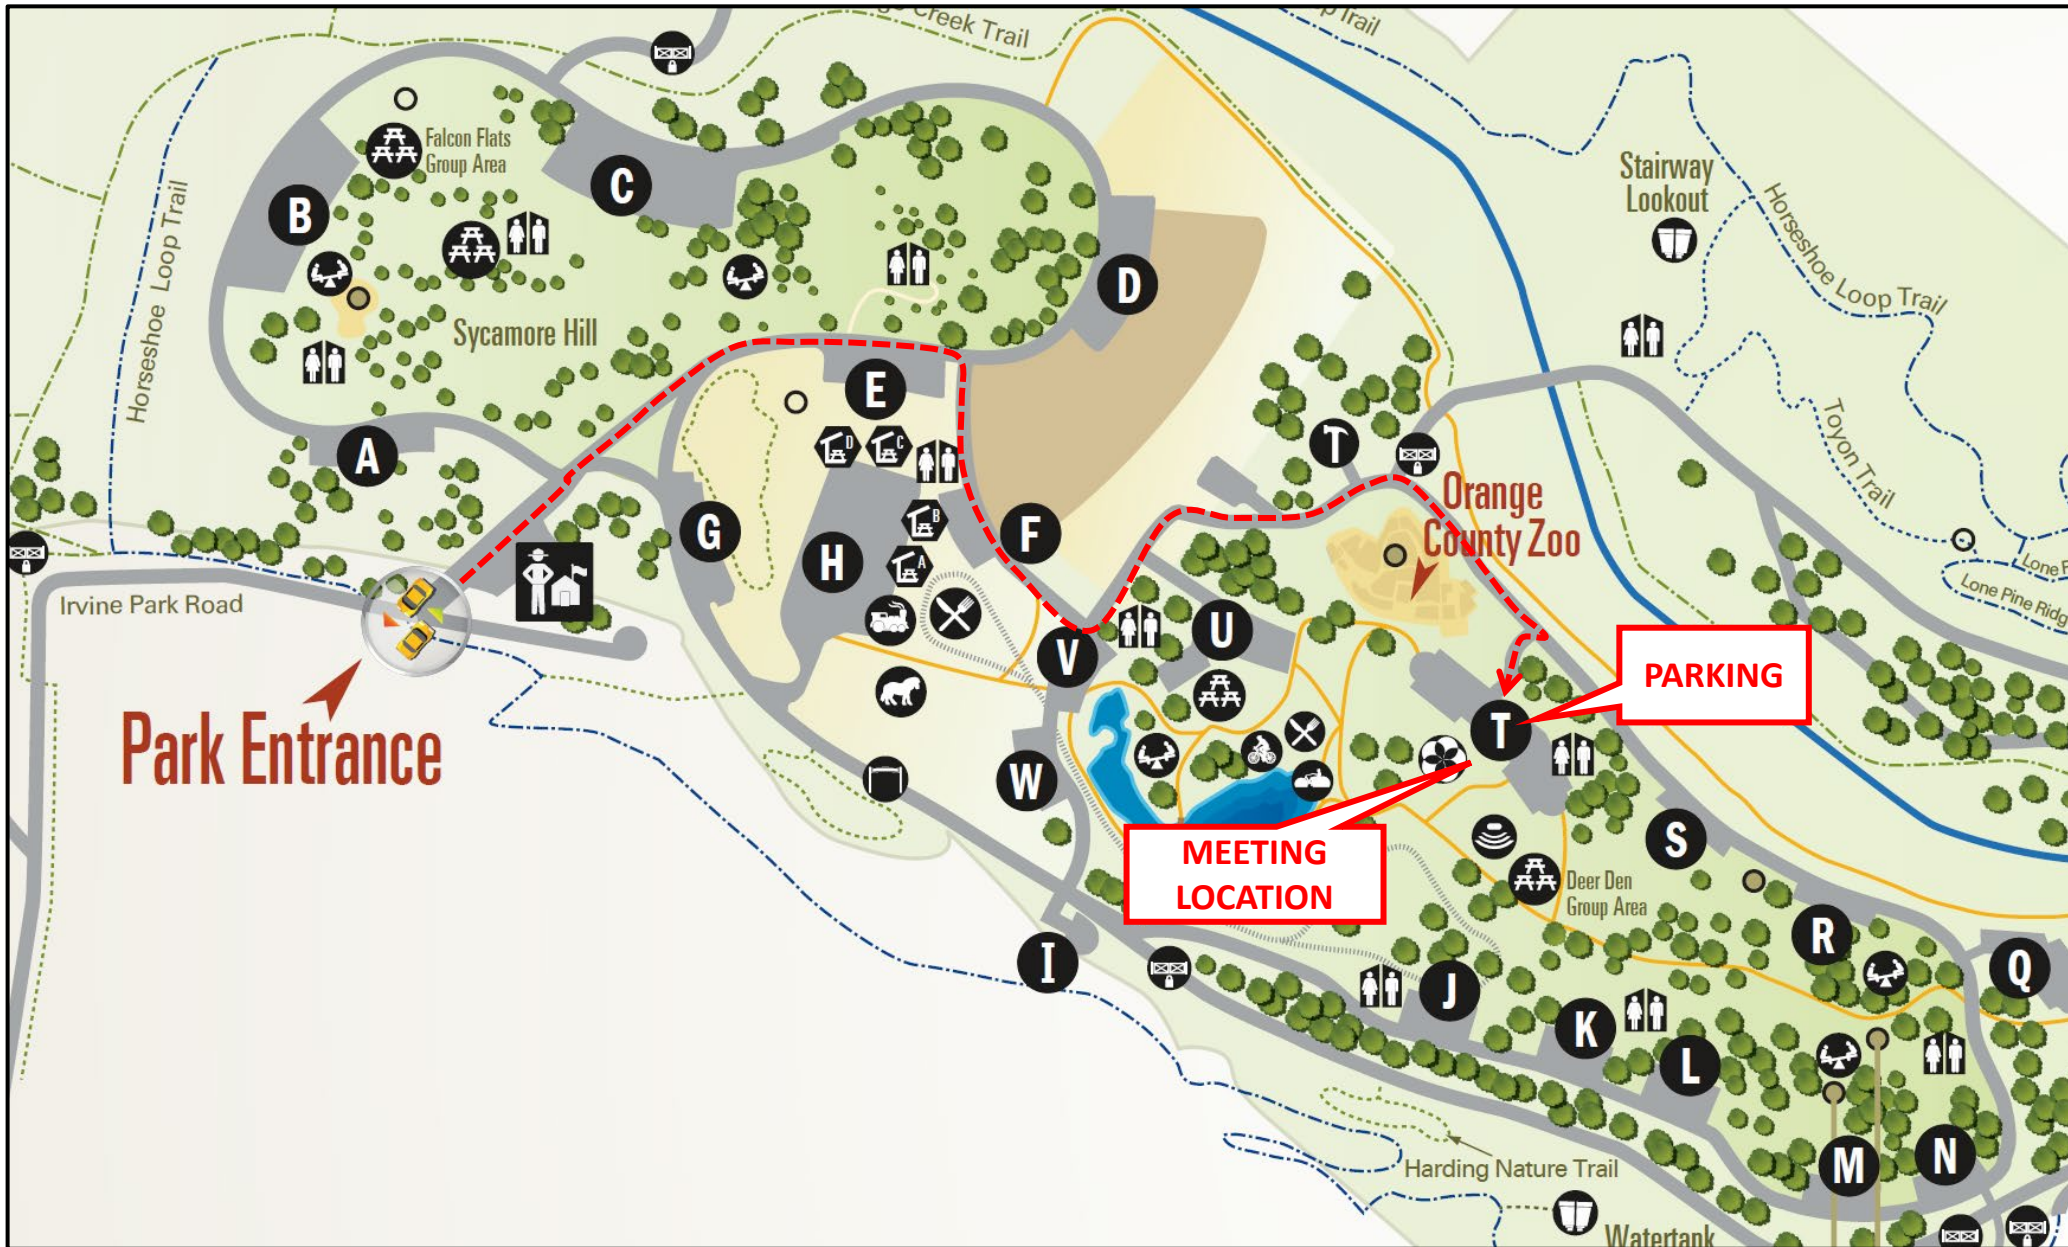 Creek Trail
Trail
Horseshoe Loop Trail
Falcon Flats
Group Area
B
C
D
Sycamore Hill
Stairway
Lookout
Horseshoe Loop Trail
Toyon Trail
E
D
C
B
A
A
G
H
F
T
Orange
County Zoo
Lone Pine Ridge
Irvine Park Road
Park Entrance
V
U
W
T
PARKING
MEETING
LOCATION
S
Deer Den
Group Area
R
Q
I
J
K
L
M
N
Harding Nature Trail
Watertank